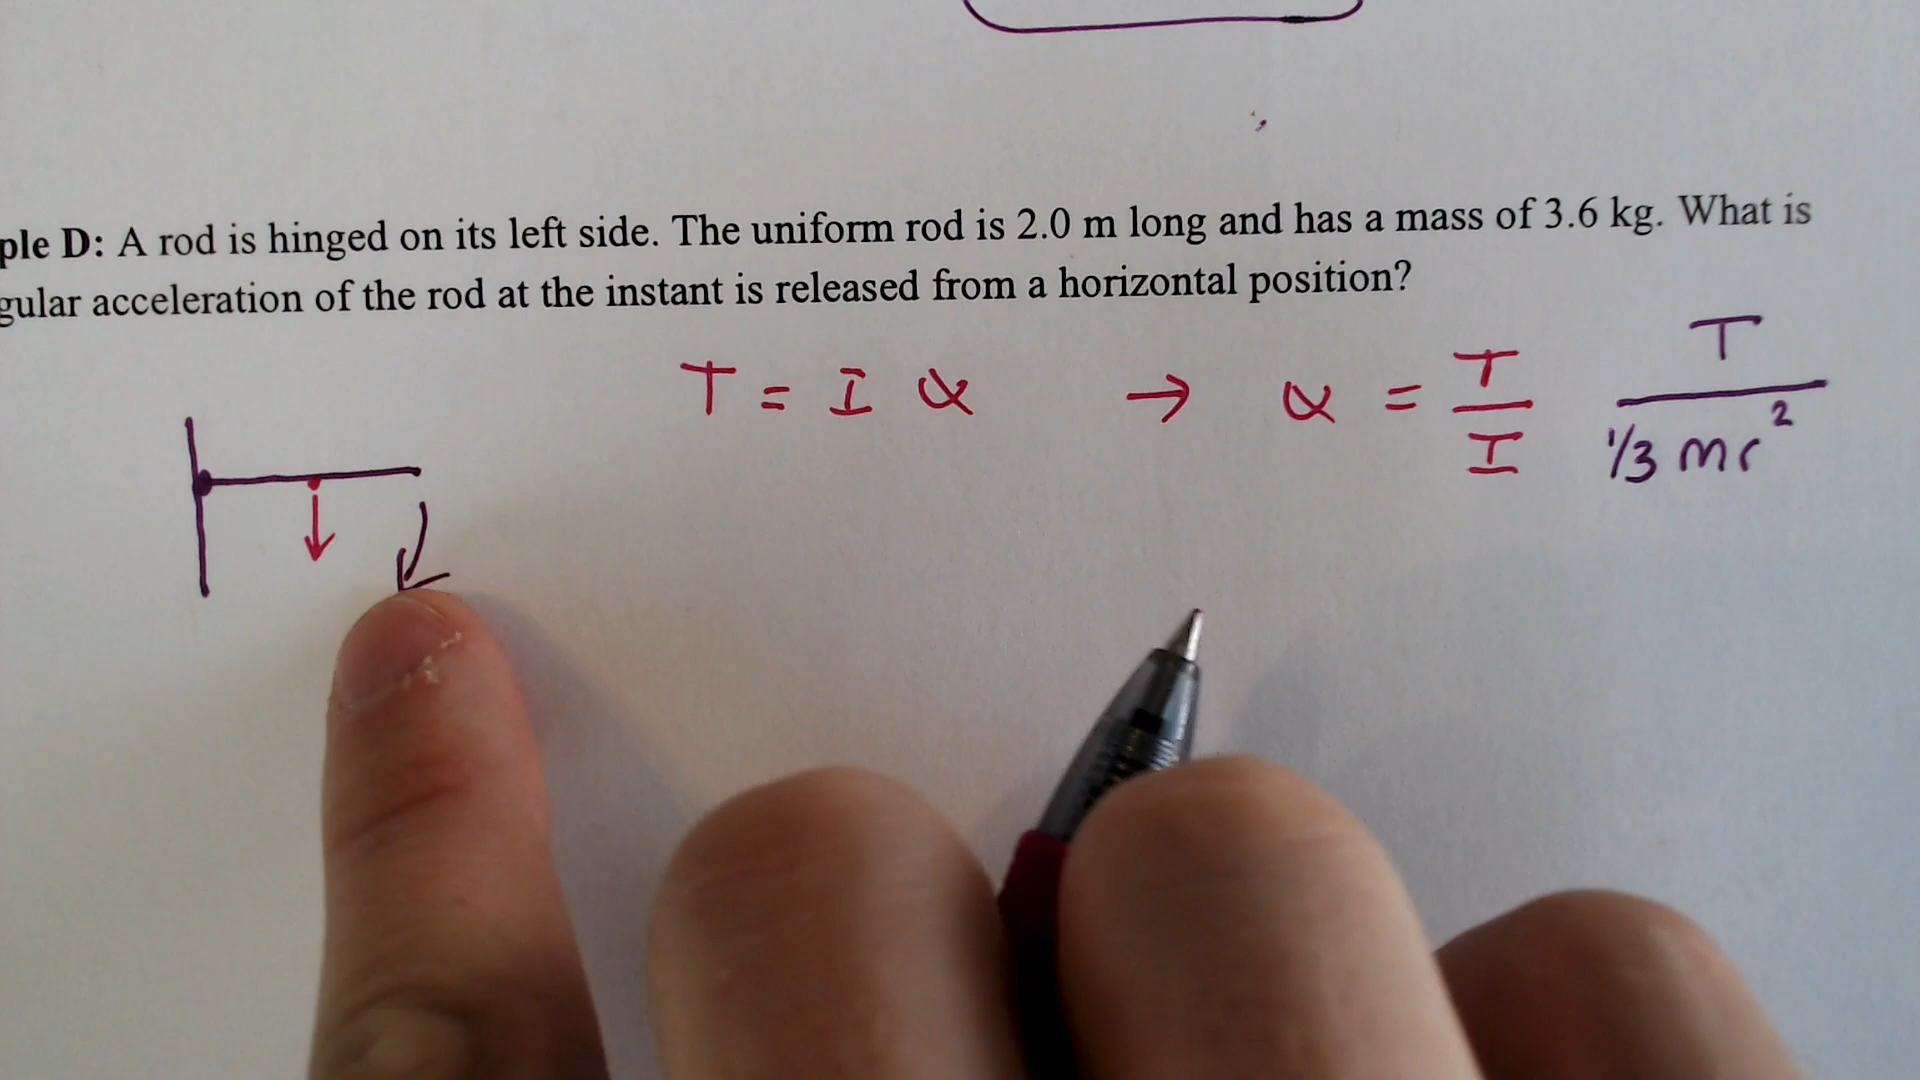 ple D: A rod is hinged on its left side. The uniform rod is 2.0 m long and has a mass of 3.6 kg. What is
gular acceleration of the rod at the instant is released from a horizontal position?
T = I α → α = T/I T/(1/3 mr²)